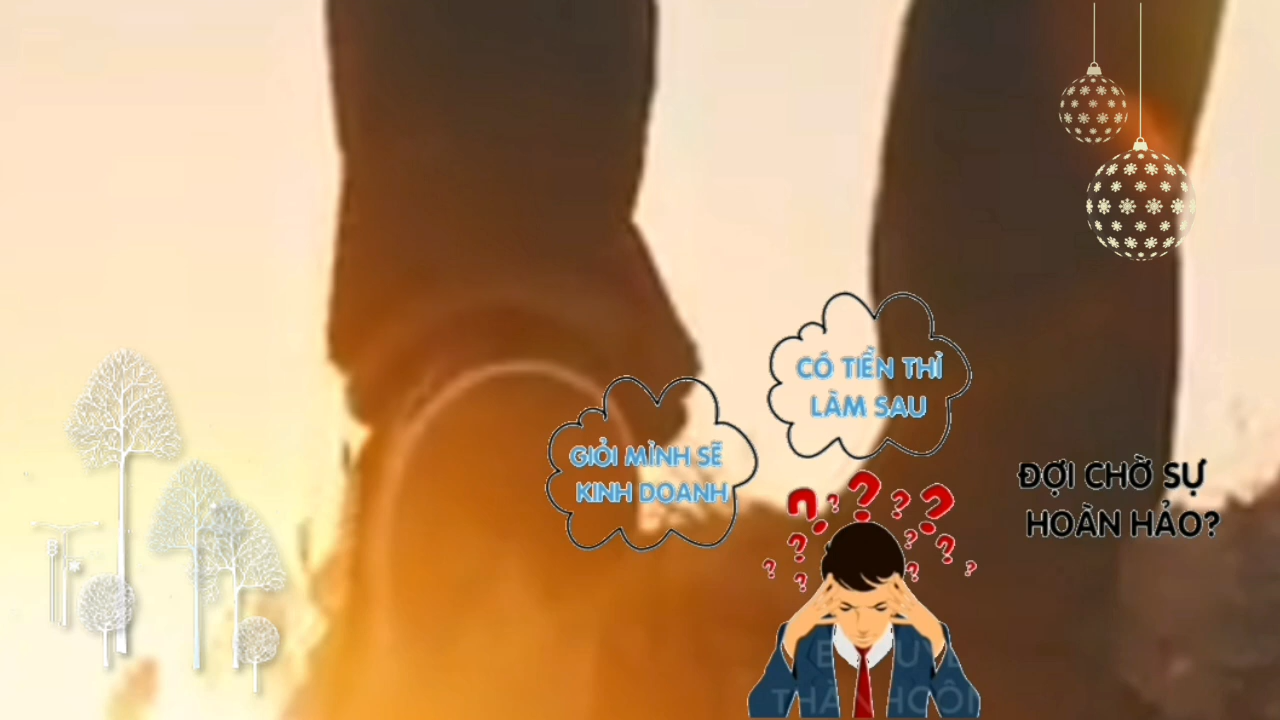 CÓ TIỀN THÌ
LÀM SAU
GIỎI MÌNH SẼ
KINH DOANH
ĐỢI CHỜ SỰ
HOÀN HẢO?